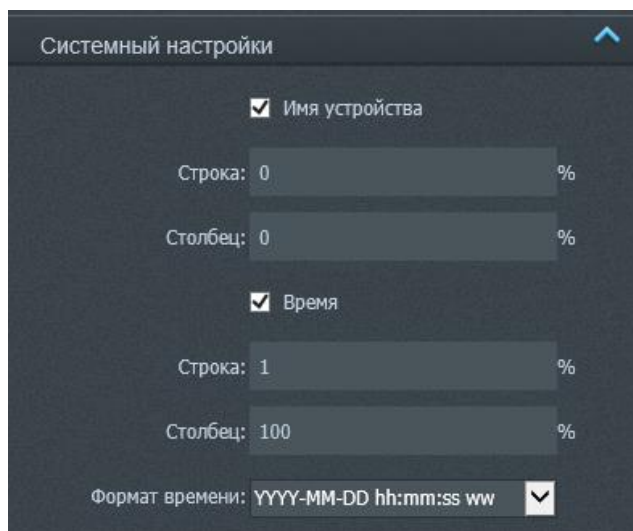 Системный настройки
Имя устройства
Строка: 0 %
Столбец: 0 %
Время
Строка: 1 %
Столбец: 100 %
Формат времени: YYYY-MM-DD hh:mm:ss ww